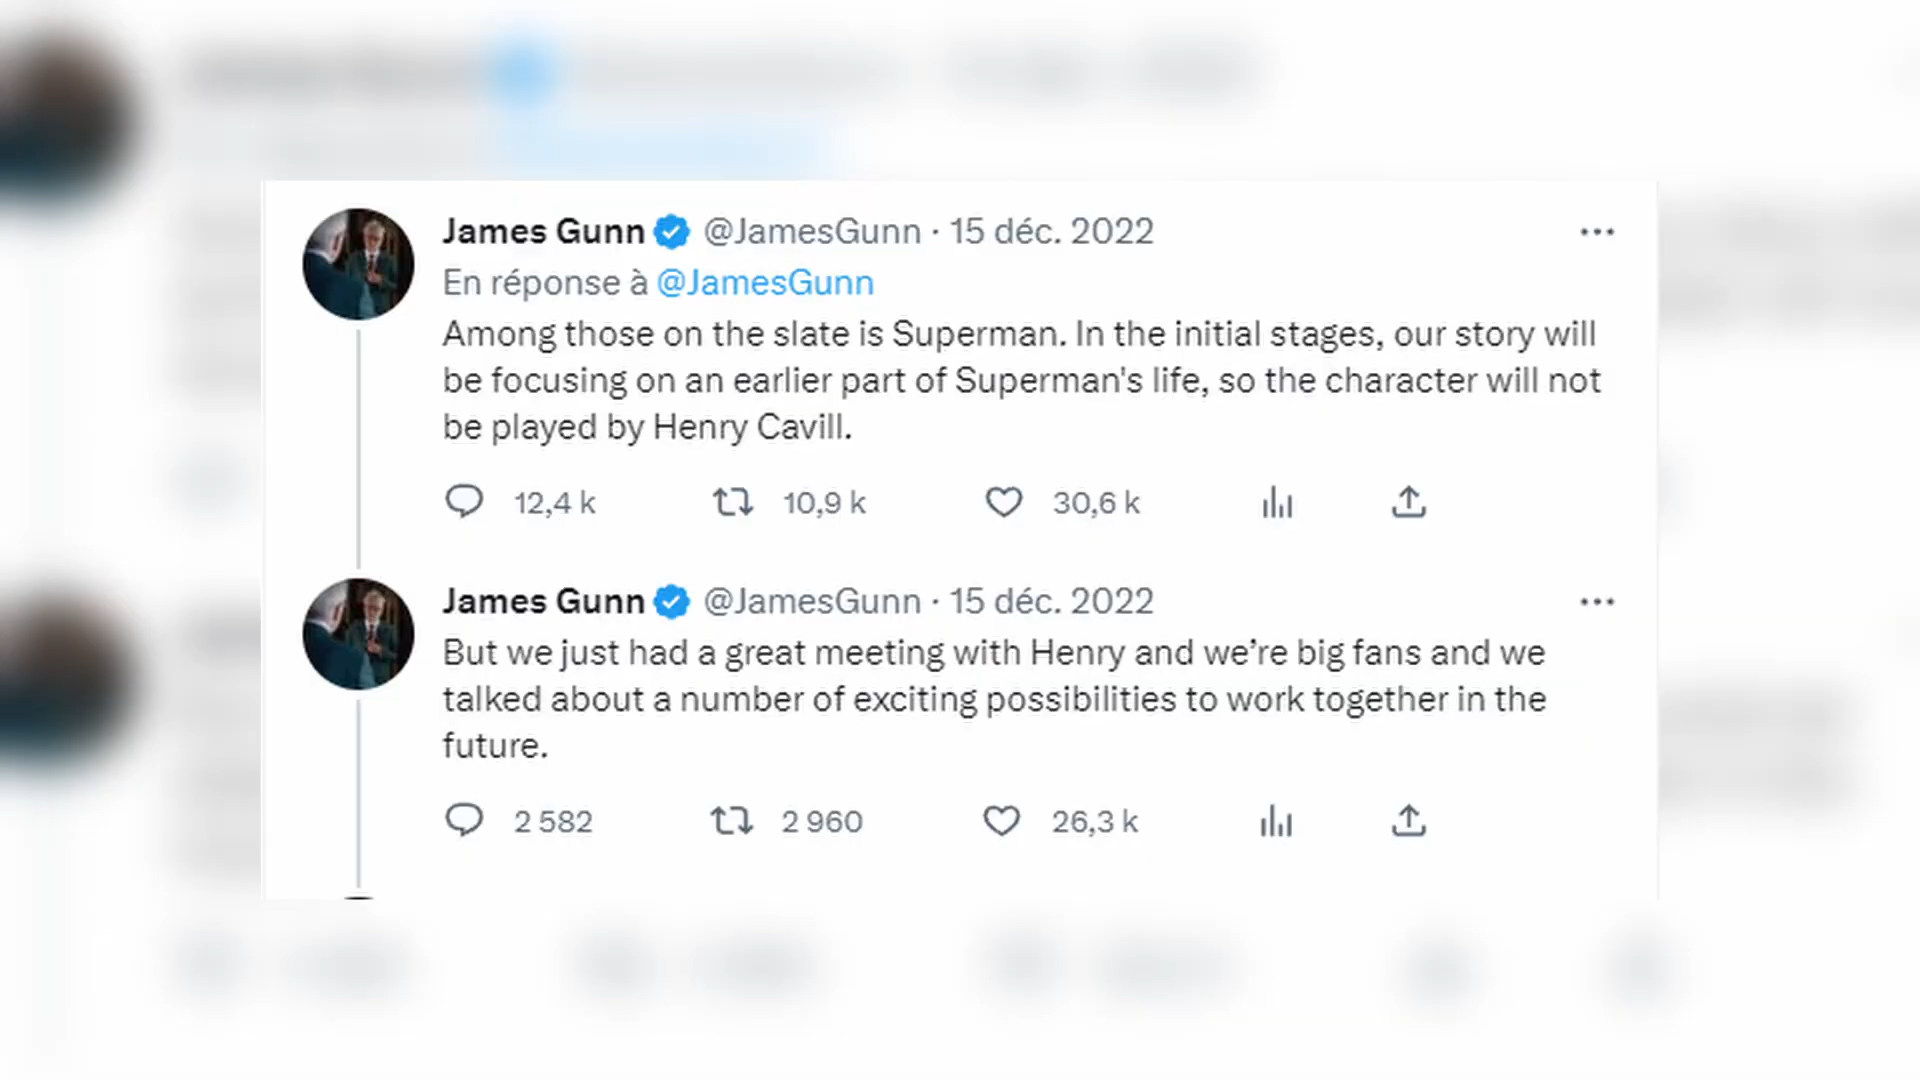 James Gunn @JamesGunn · 15 déc. 2022
En réponse à @JamesGunn
Among those on the slate is Superman. In the initial stages, our story will
be focusing on an earlier part of Superman's life, so the character will not
be played by Henry Cavill.
12,4 k 10,9 k 30,6 k
James Gunn @JamesGunn · 15 déc. 2022
But we just had a great meeting with Henry and we’re big fans and we
talked about a number of exciting possibilities to work together in the
future.
2 582 2 960 26,3 k